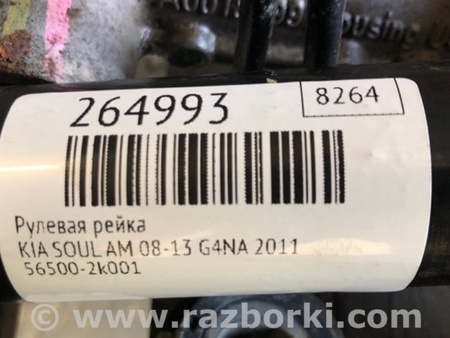 264993
8264
Рулевая рейка
KIA SOUL AM 08-13 G4NA 2011
56500-2k001
www.razborki.com